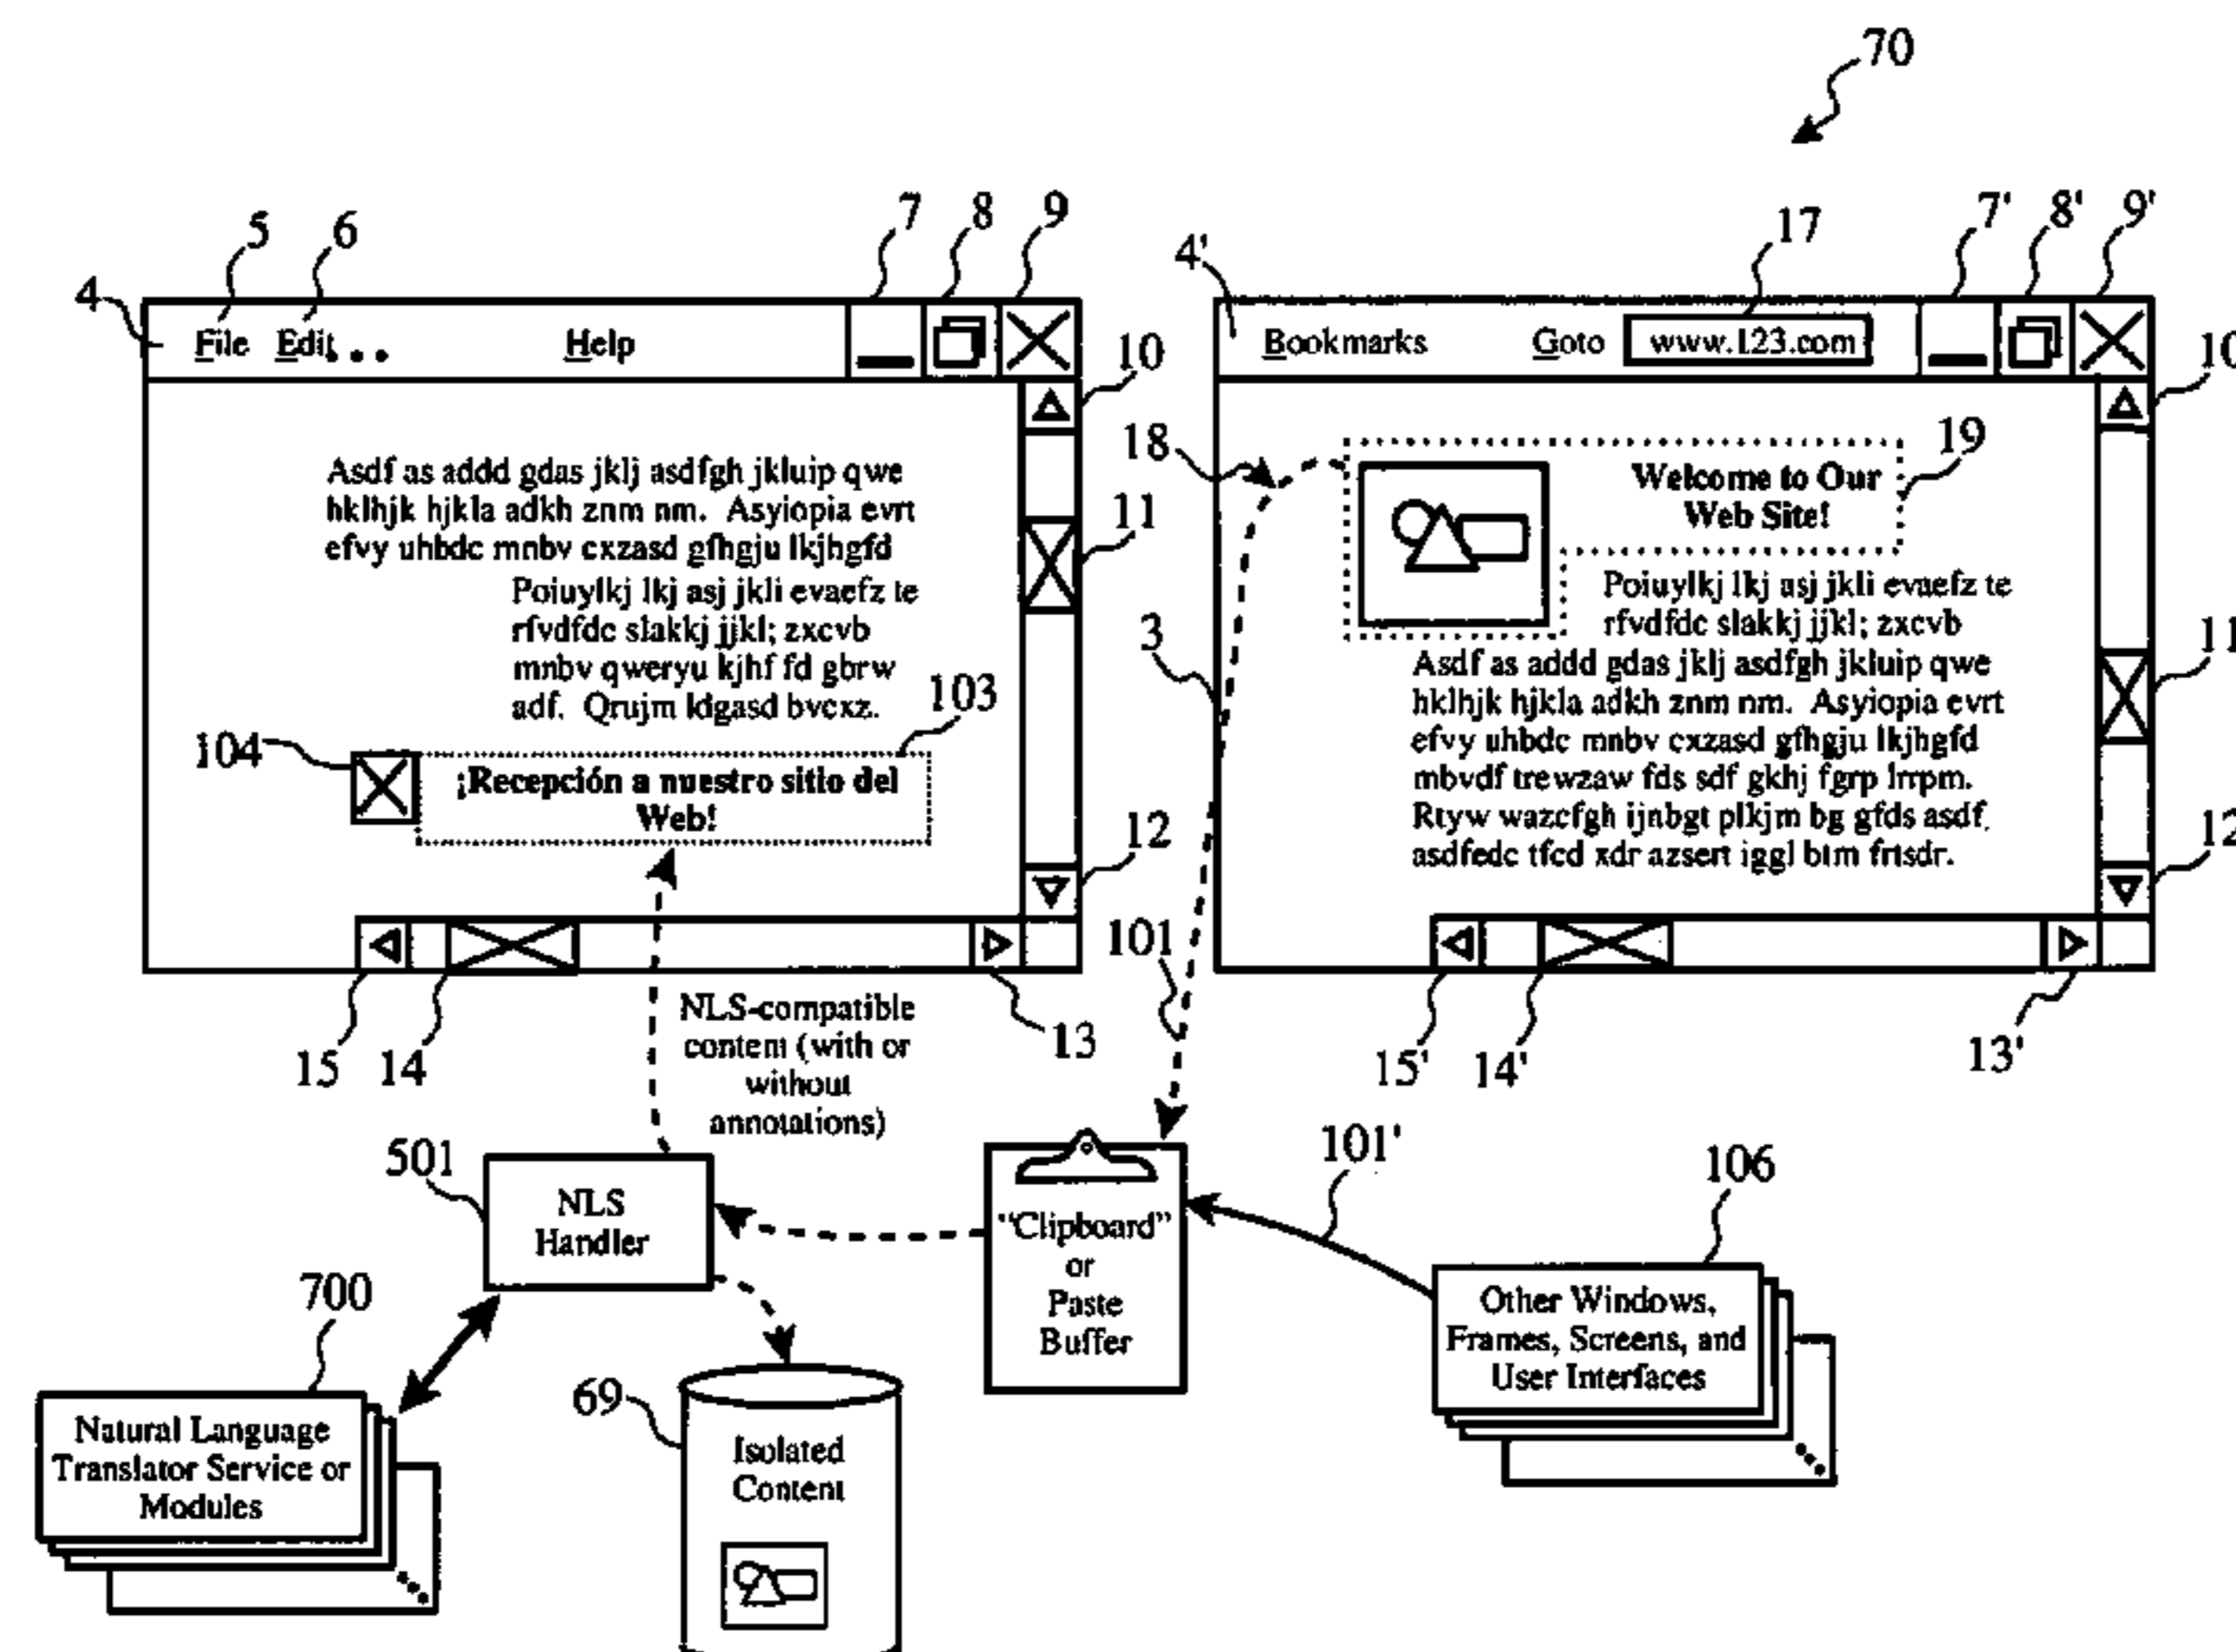 70
5
6
7
8
9
4
File Edit... Help
10
Asdf as addd gdas jklj asdfgh jkluip qwe
hklhjk hjkla adkh znm nm. Asyiopia evrt
efvy uhbdc mnbv cxzasd gfhgju lkjhgfd
Poiuylkj lkj asj jkli evaefz te
rfvdfdc slakkj jjkl; zxcvb
mnbv qweryu kjhf fd gbrw
adf. Qrujm ldgasd bvcxz.
11
103
104
¡Recepción a nuestro sitio del
Web!
12
15
14
13
4'
17
7'
8'
9'
Bookmarks Goto www.123.com
10
18
19
Welcome to Our
Web Site!
3
Poiuylkj lkj asj jkli evaefz te
rfvdfdc slakkj jjkl; zxcvb
Asdf as addd gdas jklj asdfgh jkluip qwe
hklhjk hjkla adkh znm nm. Asyiopia evrt
efvy uhbdc mnbv cxzasd gfhgju lkjhgfd
mbvdf trewzaw fds sdf gkhj fgrp lrrpm.
Rtyw wazcfgh ijnbgt plkjm bg gfds asdf
asdfedc tfcd xdr azsert iggl btm frtsdr.
11
12
101
15'
14'
13'
NLS-compatible
content (with or
without
annotations)
501
NLS
Handler
"Clipboard"
or
Paste
Buffer
101'
106
Other Windows,
Frames, Screens, and
User Interfaces
700
Natural Language
Translator Service or
Modules
69
Isolated
Content